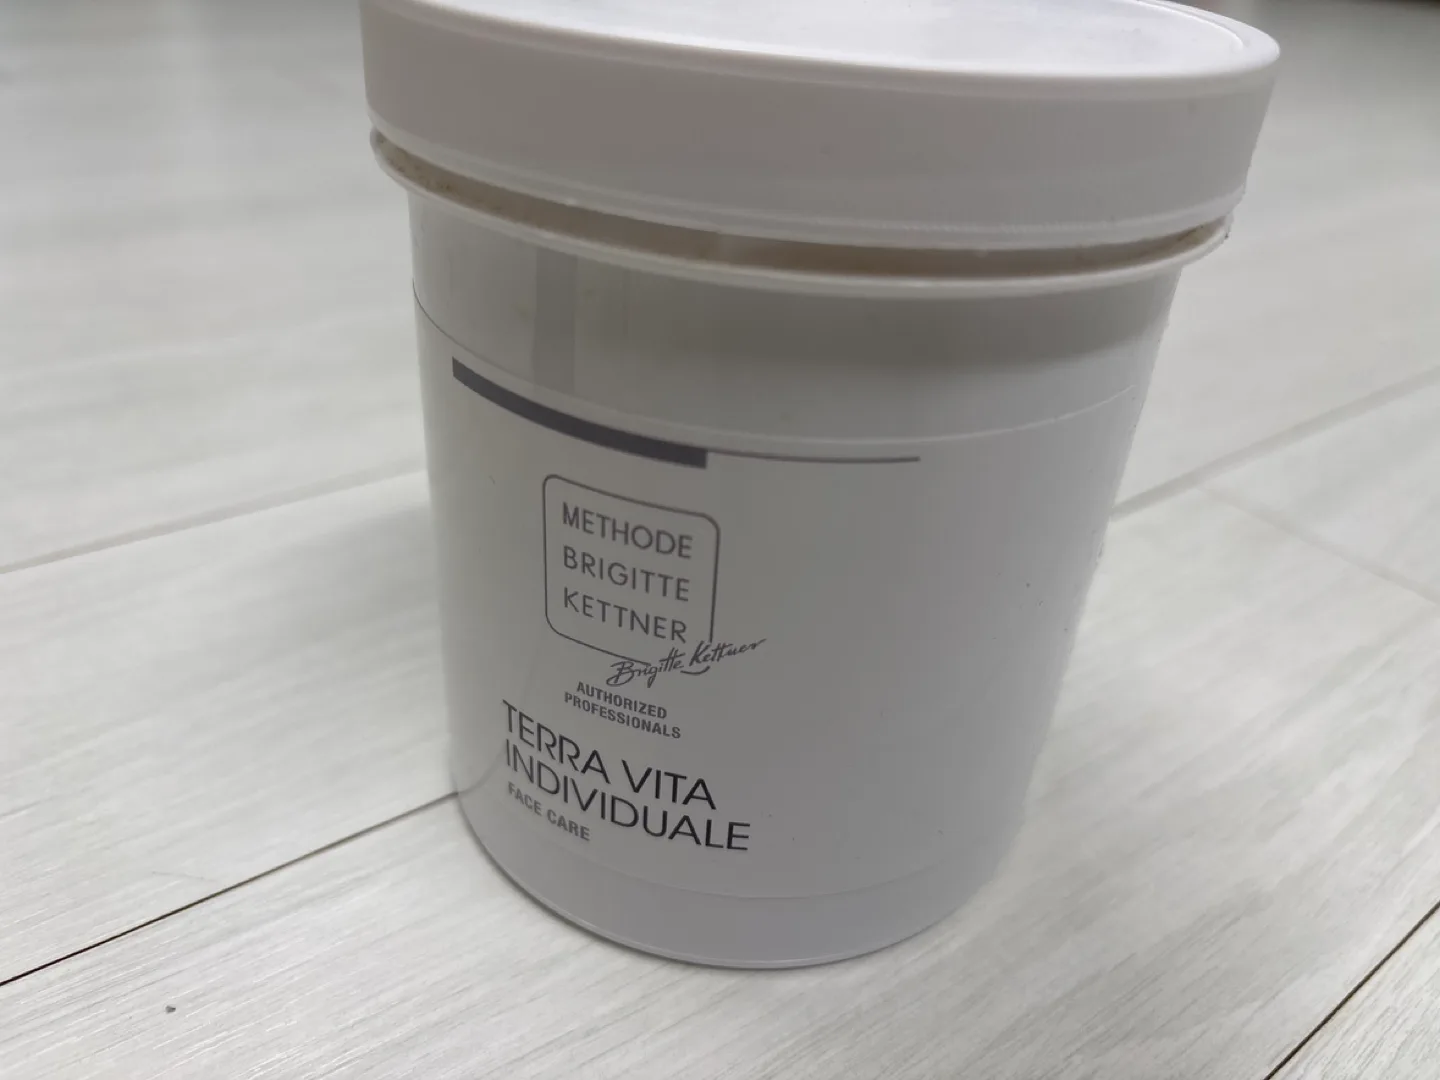 METHODE
BRIGITTE
KETTNER
Brigitte Kettner
AUTHORIZED
PROFESSIONALS
TERRA VITA
INDIVIDUALE
FACE CARE